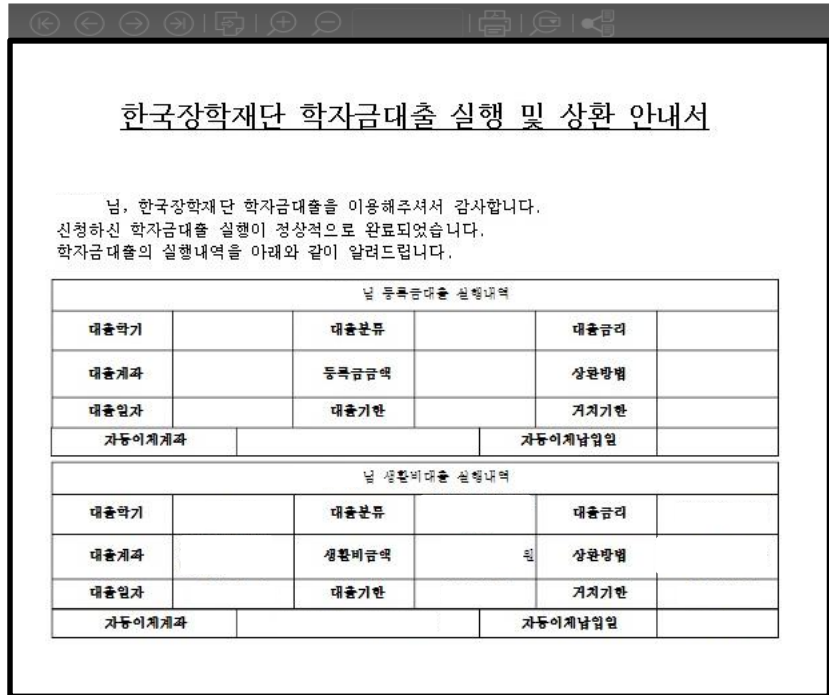 한국장학재단 학자금대출 실행 및 상환 안내서
님, 한국장학재단 학자금대출을 이용해주셔서 감사합니다.
신청하신 학자금대출 실행이 정상적으로 완료되었습니다.
학자금대출의 실행내역을 아래와 같이 알려드립니다.
님 등록금대출 실행내역
대출학기 대출분류 대출금리
대출계좌 등록금금액 상환방법
대출일자 대출기한 거치기한
자동이체계좌 자동이체납입일
님 생활비대출 실행내역
대출학기 대출분류 대출금리
대출계좌 생활비금액 원 상환방법
대출일자 대출기한 거치기한
자동이체계좌 자동이체납입일